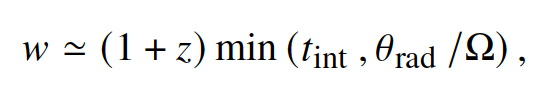 w ≃ (1 + z) min (t_int , θ_rad /Ω) ,